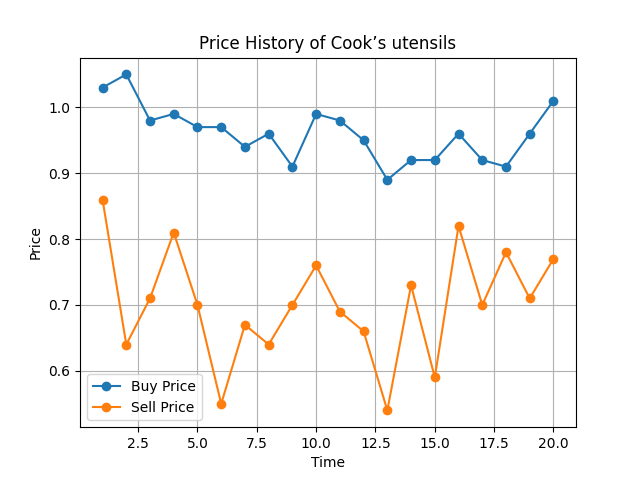 Price History of Cook’s utensils
Price
1.0
0.9
0.8
0.7
0.6
Buy Price
Sell Price
2.5 5.0 7.5 10.0 12.5 15.0 17.5 20.0
Time